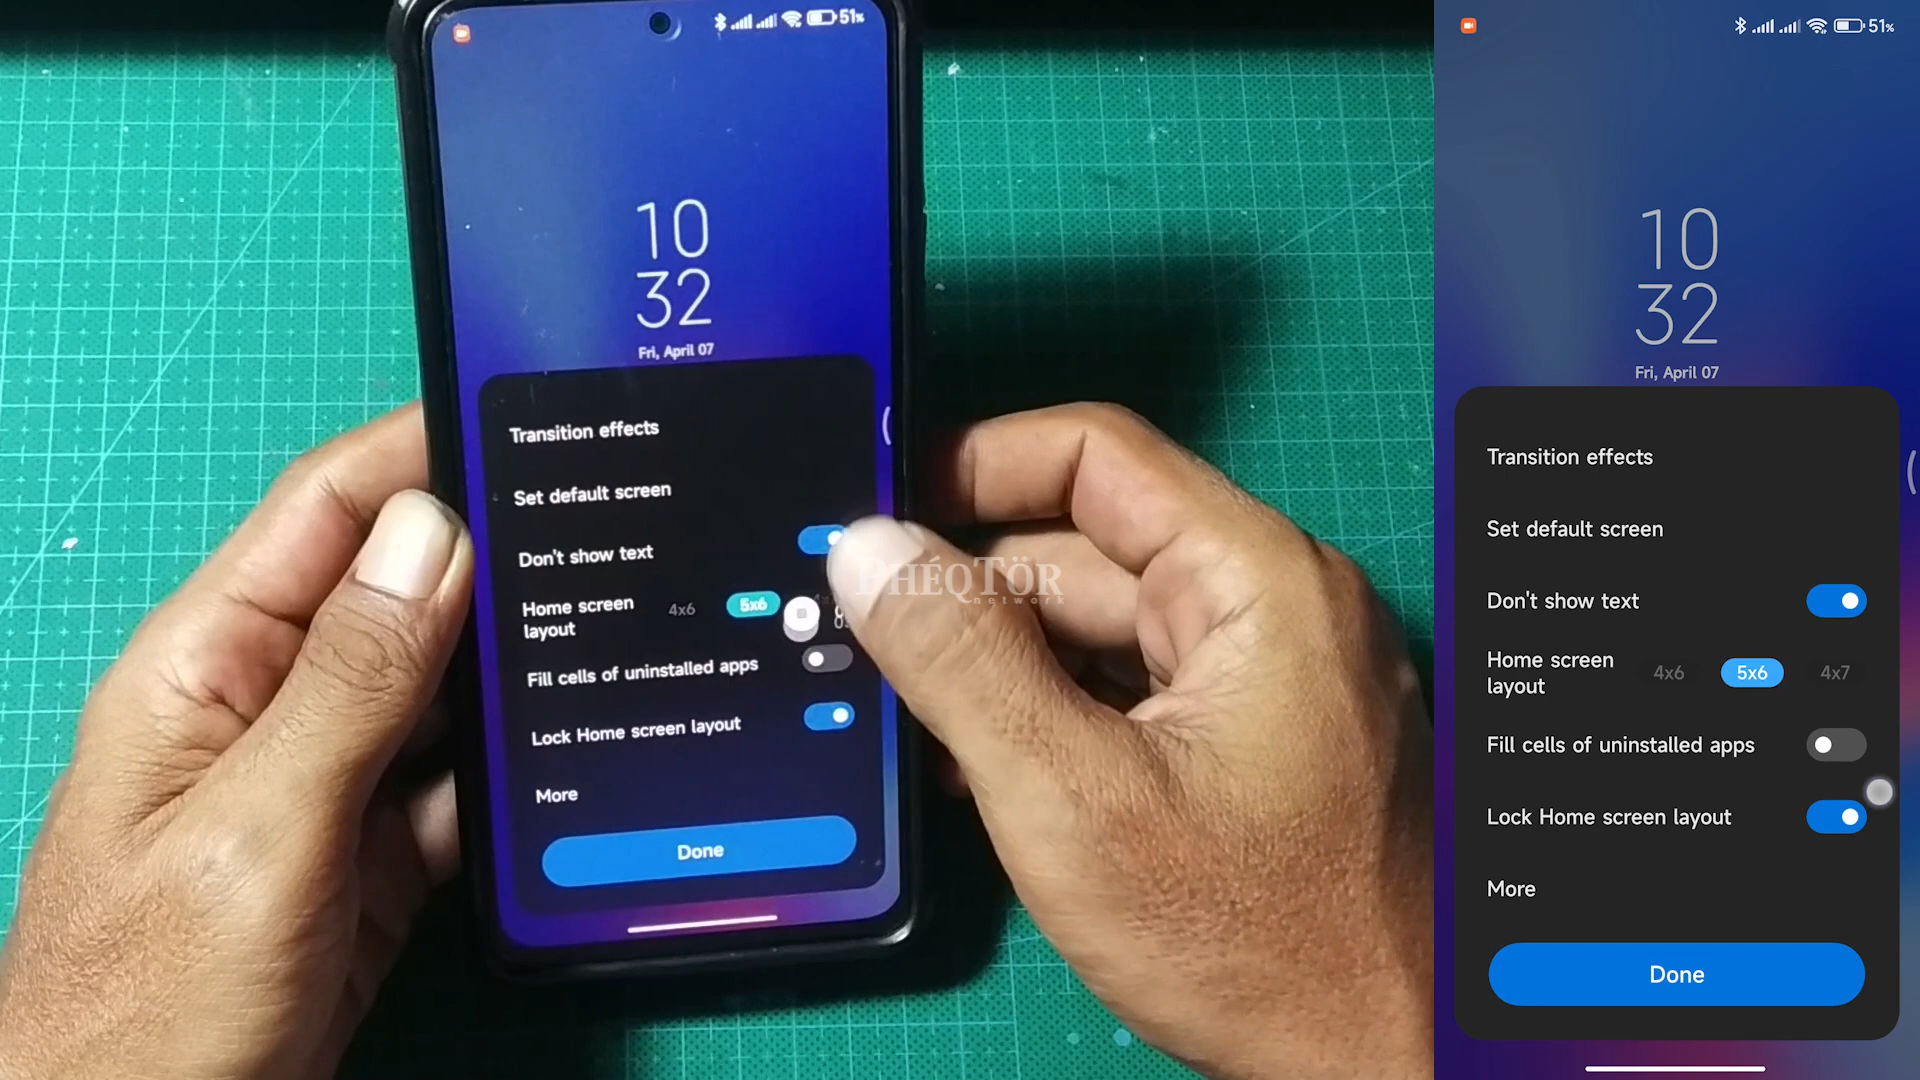 51%
10
32
Fri, April 07
Transition effects
Set default screen
Don't show text
Home screen
layout
4x6
5x6
Fill cells of uninstalled apps
Lock Home screen layout
More
Done
PHÉQTÖR
network
51%
10
32
Fri, April 07
Transition effects
Set default screen
Don't show text
Home screen
layout
4x6
5x6
4x7
Fill cells of uninstalled apps
Lock Home screen layout
More
Done